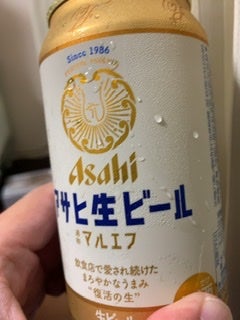 Since 1986
Asahi
アサヒ生ビール
通称 マルエフ
飲食店で愛され続けた
まろやかなうまみ
“復活の生”
生ビール